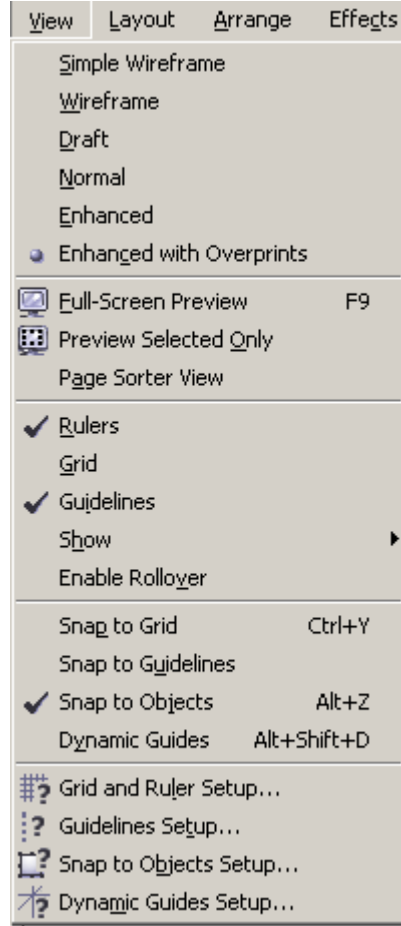 View Layout Arrange Effects
Simple Wireframe
Wireframe
Draft
Normal
Enhanced
Enhanced with Overprints
Full-Screen Preview F9
Preview Selected Only
Page Sorter View
Rulers
Grid
Guidelines
Show
Enable Rollover
Snap to Grid Ctrl+Y
Snap to Guidelines
Snap to Objects Alt+Z
Dynamic Guides Alt+Shift+D
Grid and Ruler Setup...
Guidelines Setup...
Snap to Objects Setup...
Dynamic Guides Setup...